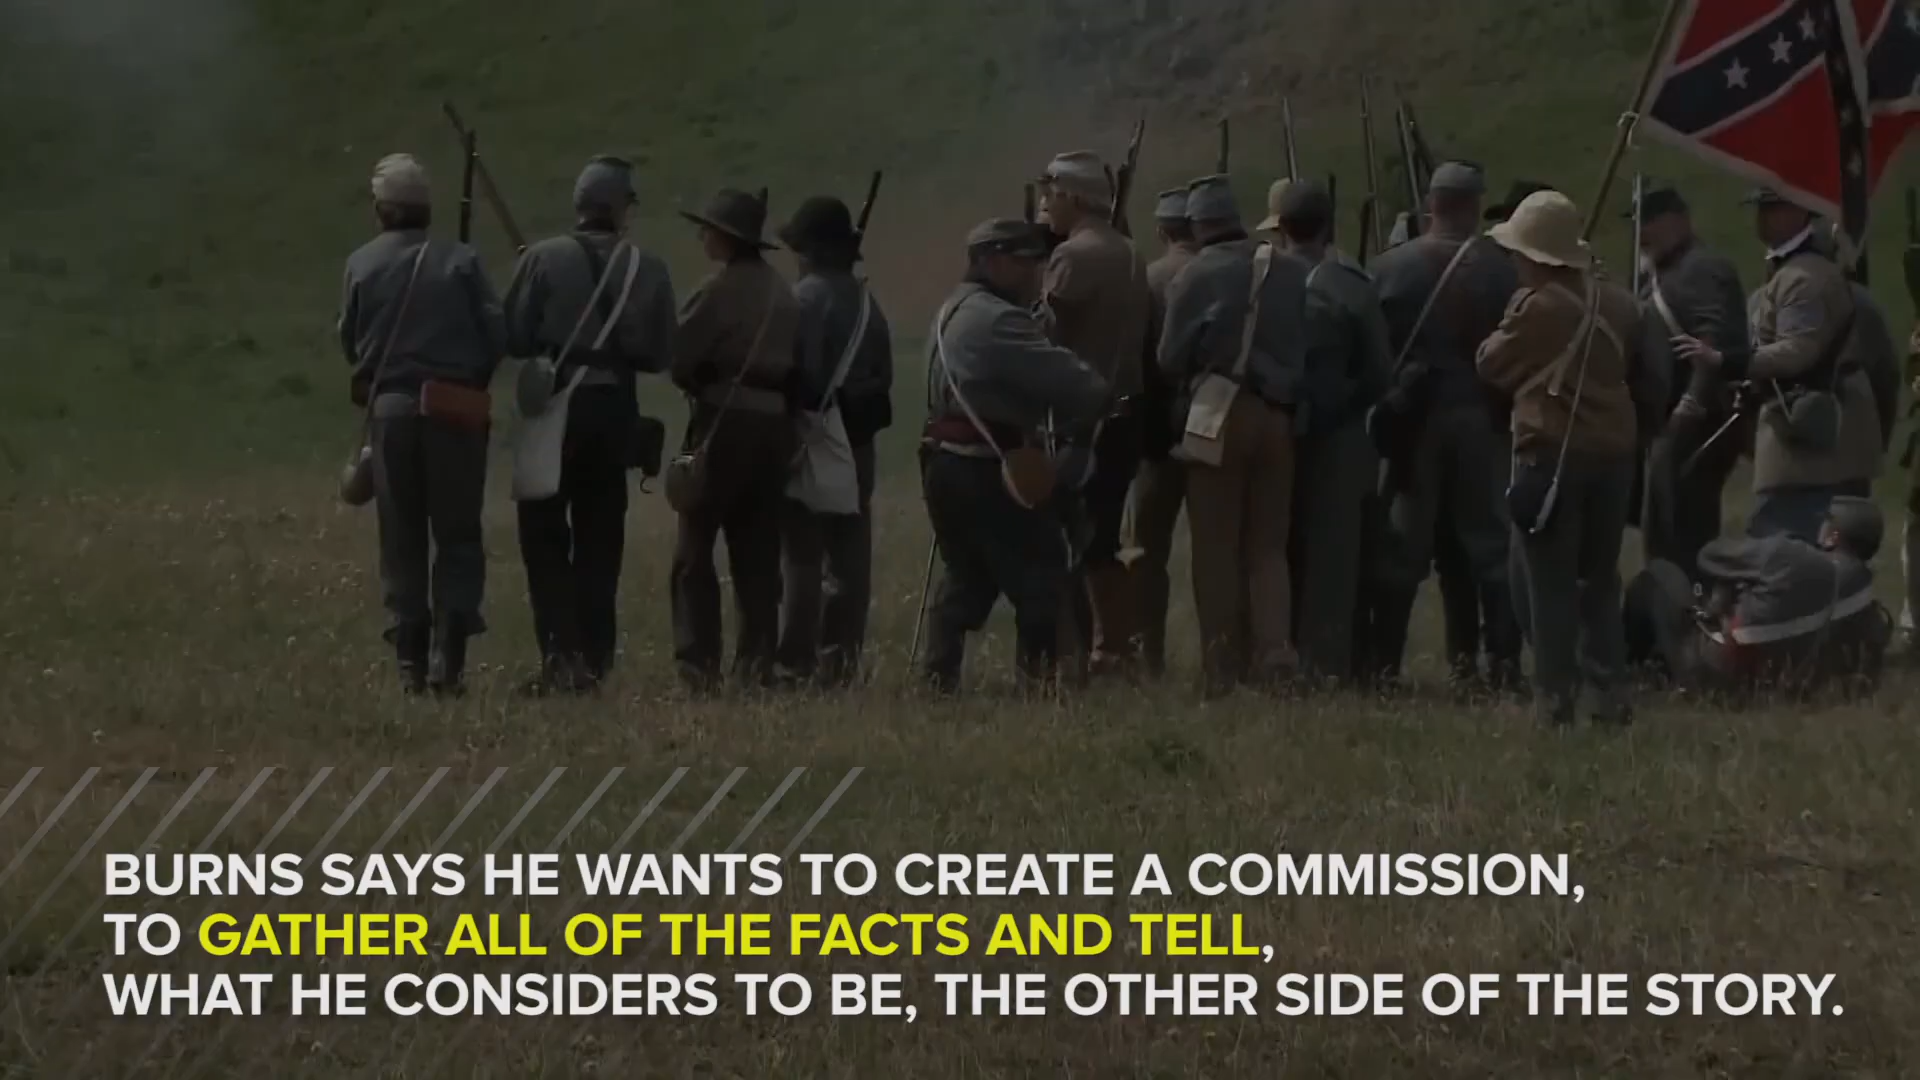 BURNS SAYS HE WANTS TO CREATE A COMMISSION,
TO GATHER ALL OF THE FACTS AND TELL,
WHAT HE CONSIDERS TO BE, THE OTHER SIDE OF THE STORY.